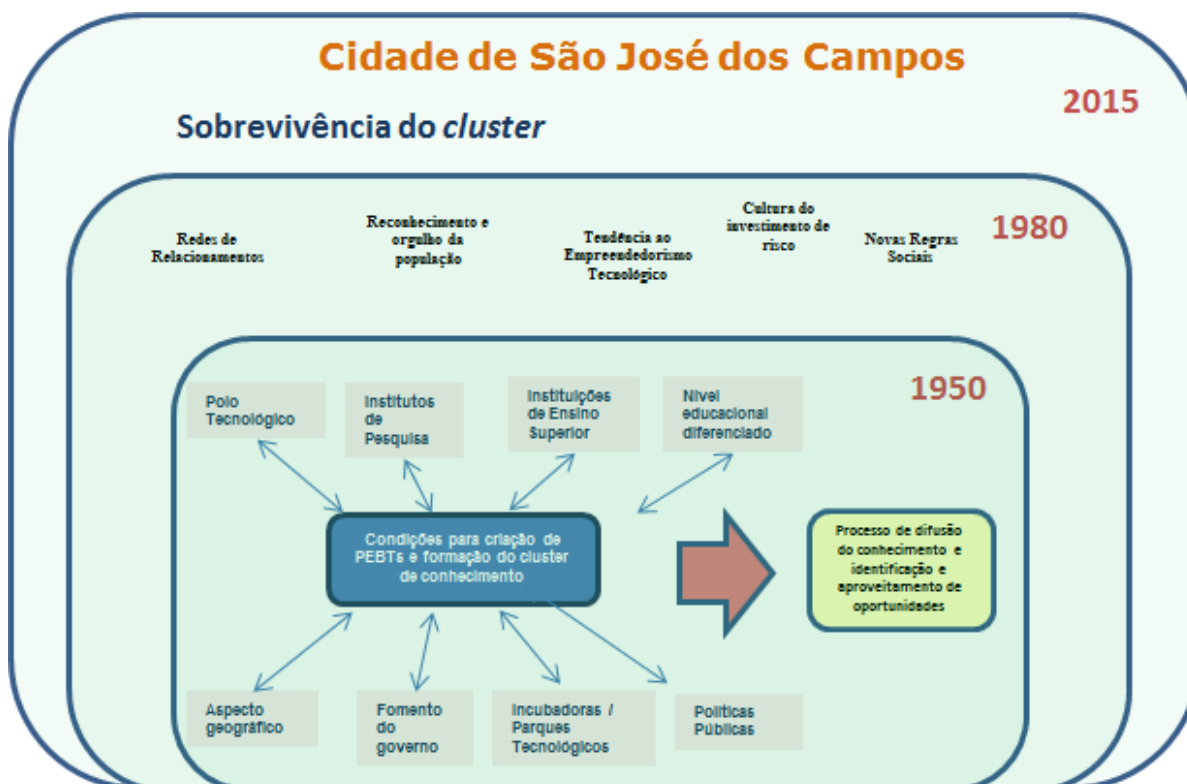 Cidade de São José dos Campos
2015
Sobrevivência do cluster
1980
Redes de
Relacionamentos
Reconhecimento e
orgulho da
população
Tendência ao
Empreendedorismo
Tecnológico
Cultura do
investimento de
risco
Novas Regras
Sociais
1950
Polo
Tecnológico
Institutos
de
Pesquisa
Instituições
de Ensino
Superior
Nível
educacional
diferenciado
Condições para criação de
PEBTs e formação do cluster
de conhecimento
Processo de difusão
do conhecimento e
identificação e
aproveitamento de
oportunidades
Aspecto
geográfico
Fomento
do
governo
Incubadoras /
Parques
Tecnológicos
Políticas
Públicas